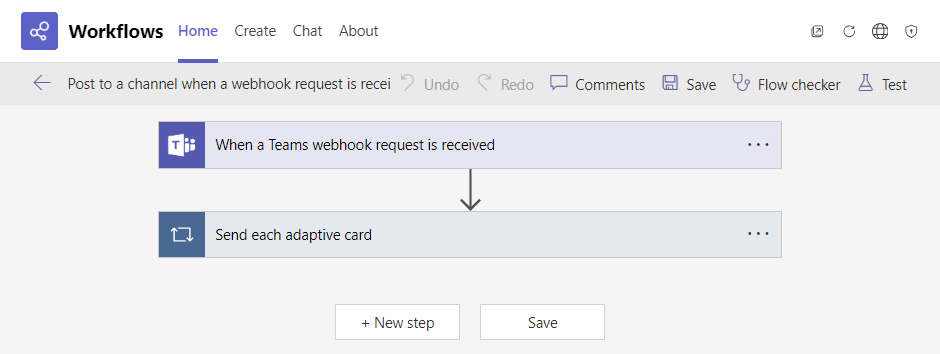 Workflows Home Create Chat About
Post to a channel when a webhook request is recei Undo Redo Comments Save Flow checker Test
When a Teams webhook request is received
Send each adaptive card
+ New step Save